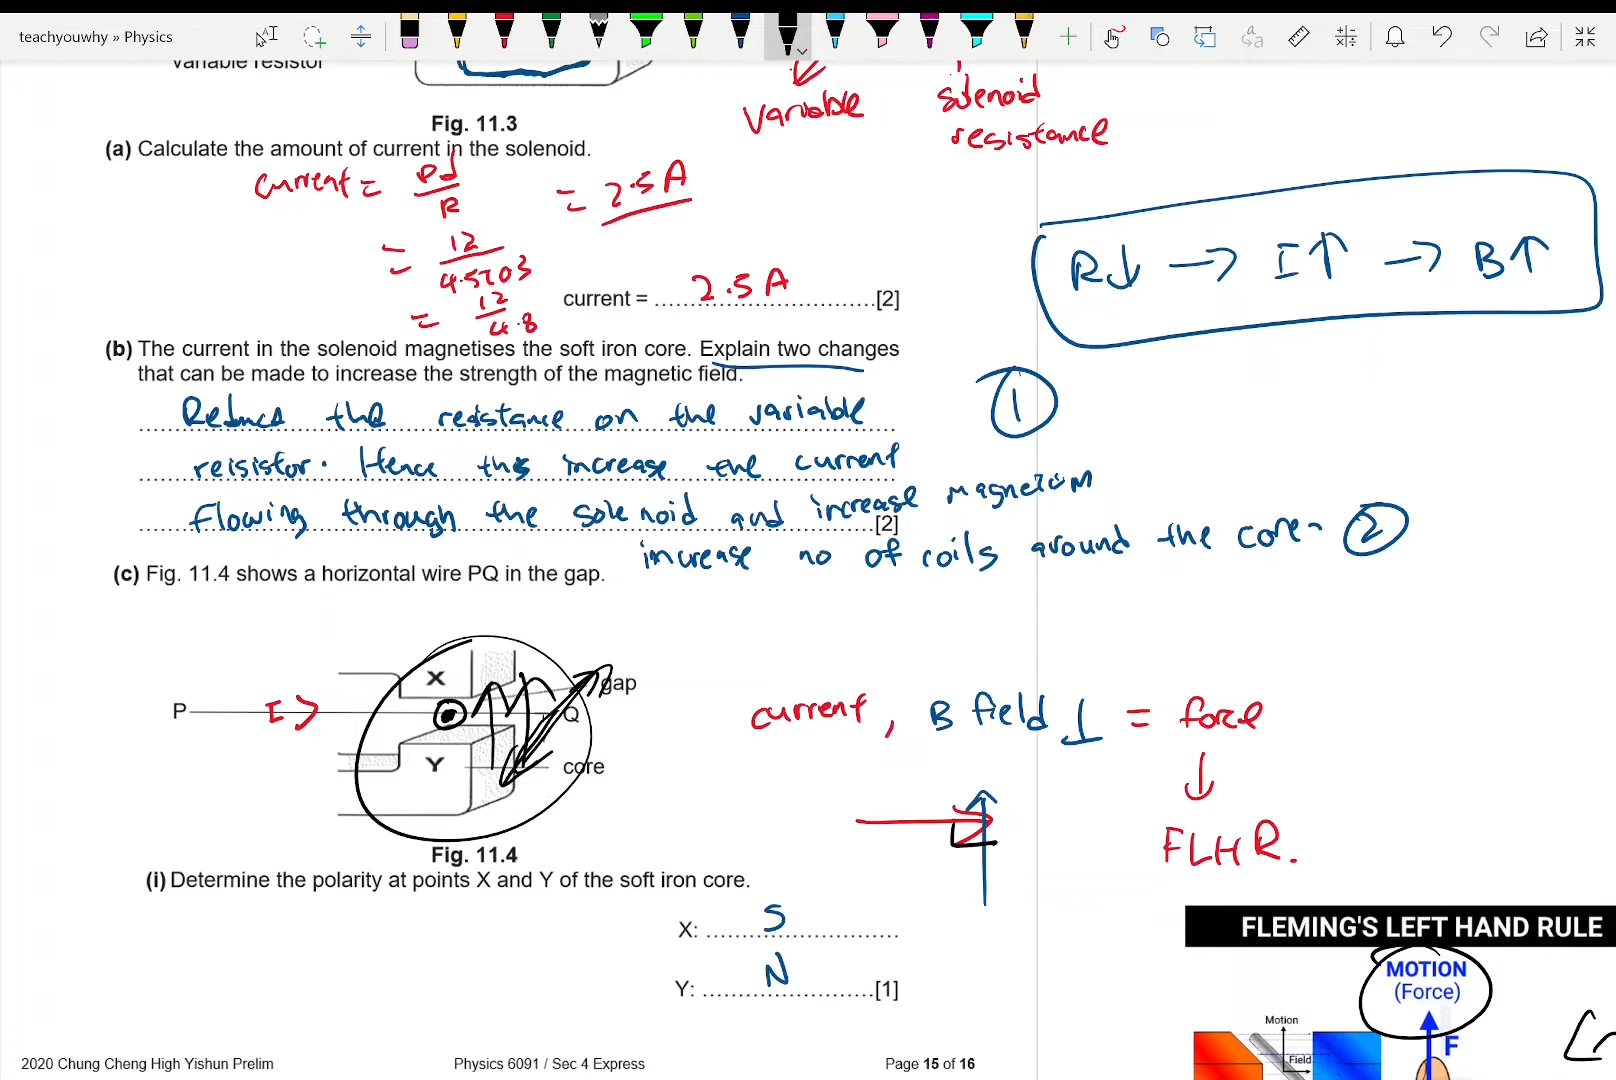 teachyouwhy » Physics
variable resistor
Variable
solenoid
resistance
Fig. 11.3
(a) Calculate the amount of current in the solenoid.
current = Pd / R = 2.5 A
= 12 / 4.5703
= 12 / 4.8
current = 2.5 A [2]
R↓ → I↑ → B↑
(b) The current in the solenoid magnetises the soft iron core. Explain two changes
that can be made to increase the strength of the magnetic field.
Reduce the resistance on the variable
reisistor. Hence this increase the current
flowing through the solenoid and increase magnetism
[2]
increase no of coils around the core.
1
2
(c) Fig. 11.4 shows a horizontal wire PQ in the gap.
X
gap
P
I >
Q
Y
core
current, B field ⊥ = force
↓
FLHR.
Fig. 11.4
(i) Determine the polarity at points X and Y of the soft iron core.
X: S
Y: N [1]
FLEMING'S LEFT HAND RULE
MOTION
(Force)
F
Motion
Field
2020 Chung Cheng High Yishun Prelim
Physics 6091 / Sec 4 Express
Page 15 of 16